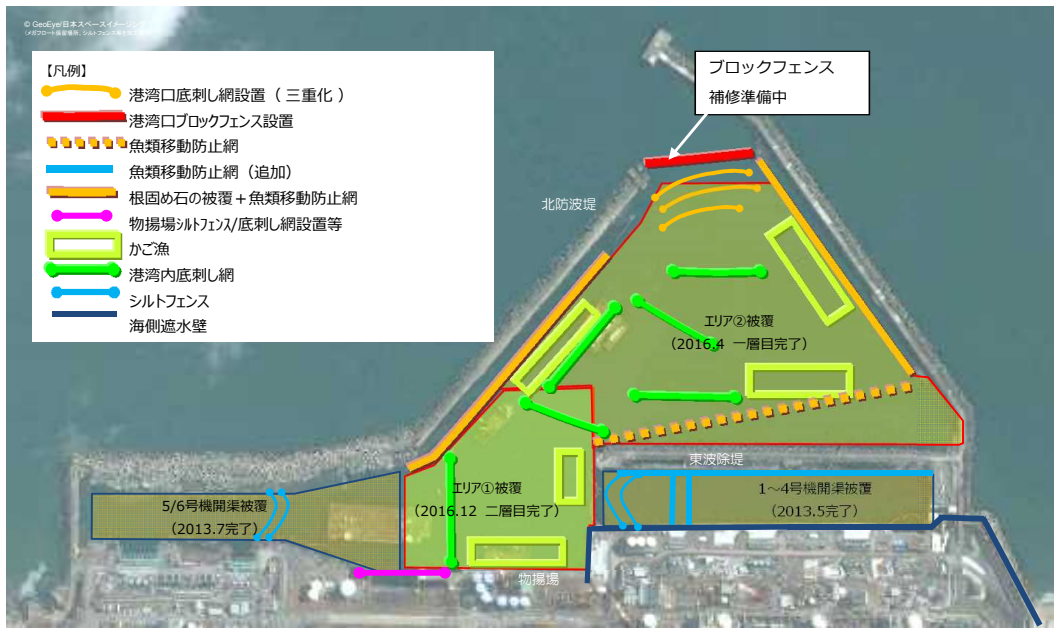 © GeoEye/日本スペースイメージング
【凡例】
港湾口底刺し網設置（三重化）
港湾口ブロックフェンス設置
魚類移動防止網
魚類移動防止網（追加）
根固め石の被覆＋魚類移動防止網
物揚場シルトフェンス/底刺し網設置等
かご漁
港湾内底刺し網
シルトフェンス
海側遮水壁
ブロックフェンス
補修準備中
北防波堤
エリア②被覆
（2016.4 一層目完了）
東波除堤
エリア①被覆
（2016.12 二層目完了）
5/6号機開渠被覆
（2013.7完了）
1～4号機開渠被覆
（2013.5完了）
物揚場